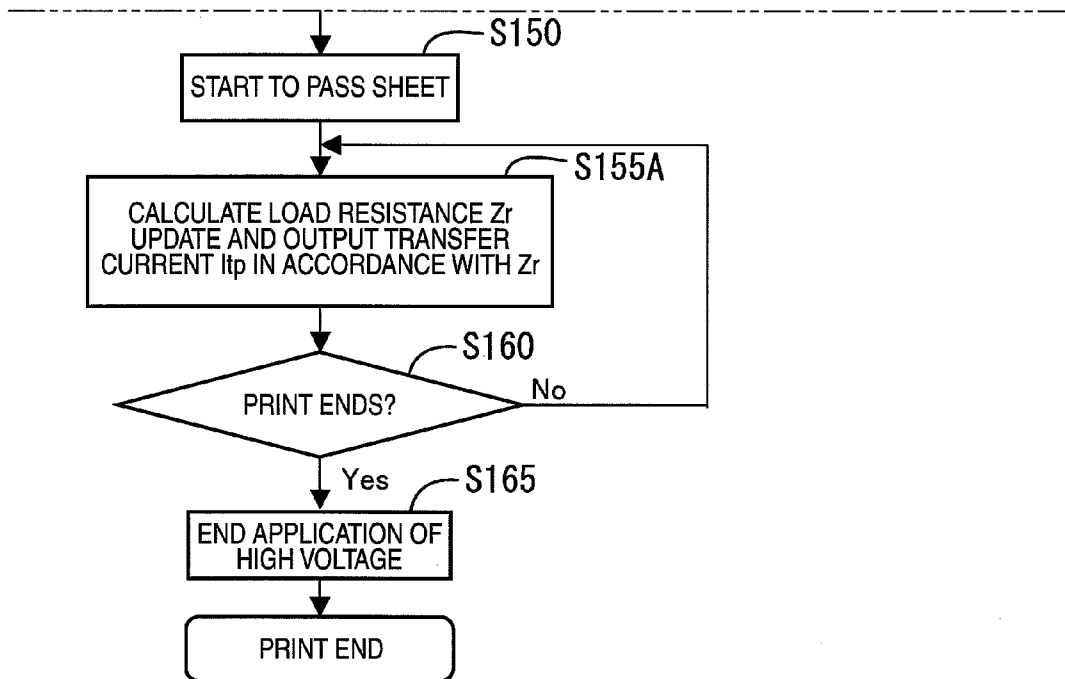 S150
START TO PASS SHEET
S155A
CALCULATE LOAD RESISTANCE Zr
UPDATE AND OUTPUT TRANSFER
CURRENT Itp IN ACCORDANCE WITH Zr
S160
PRINT ENDS?
No
Yes
S165
END APPLICATION OF
HIGH VOLTAGE
PRINT END